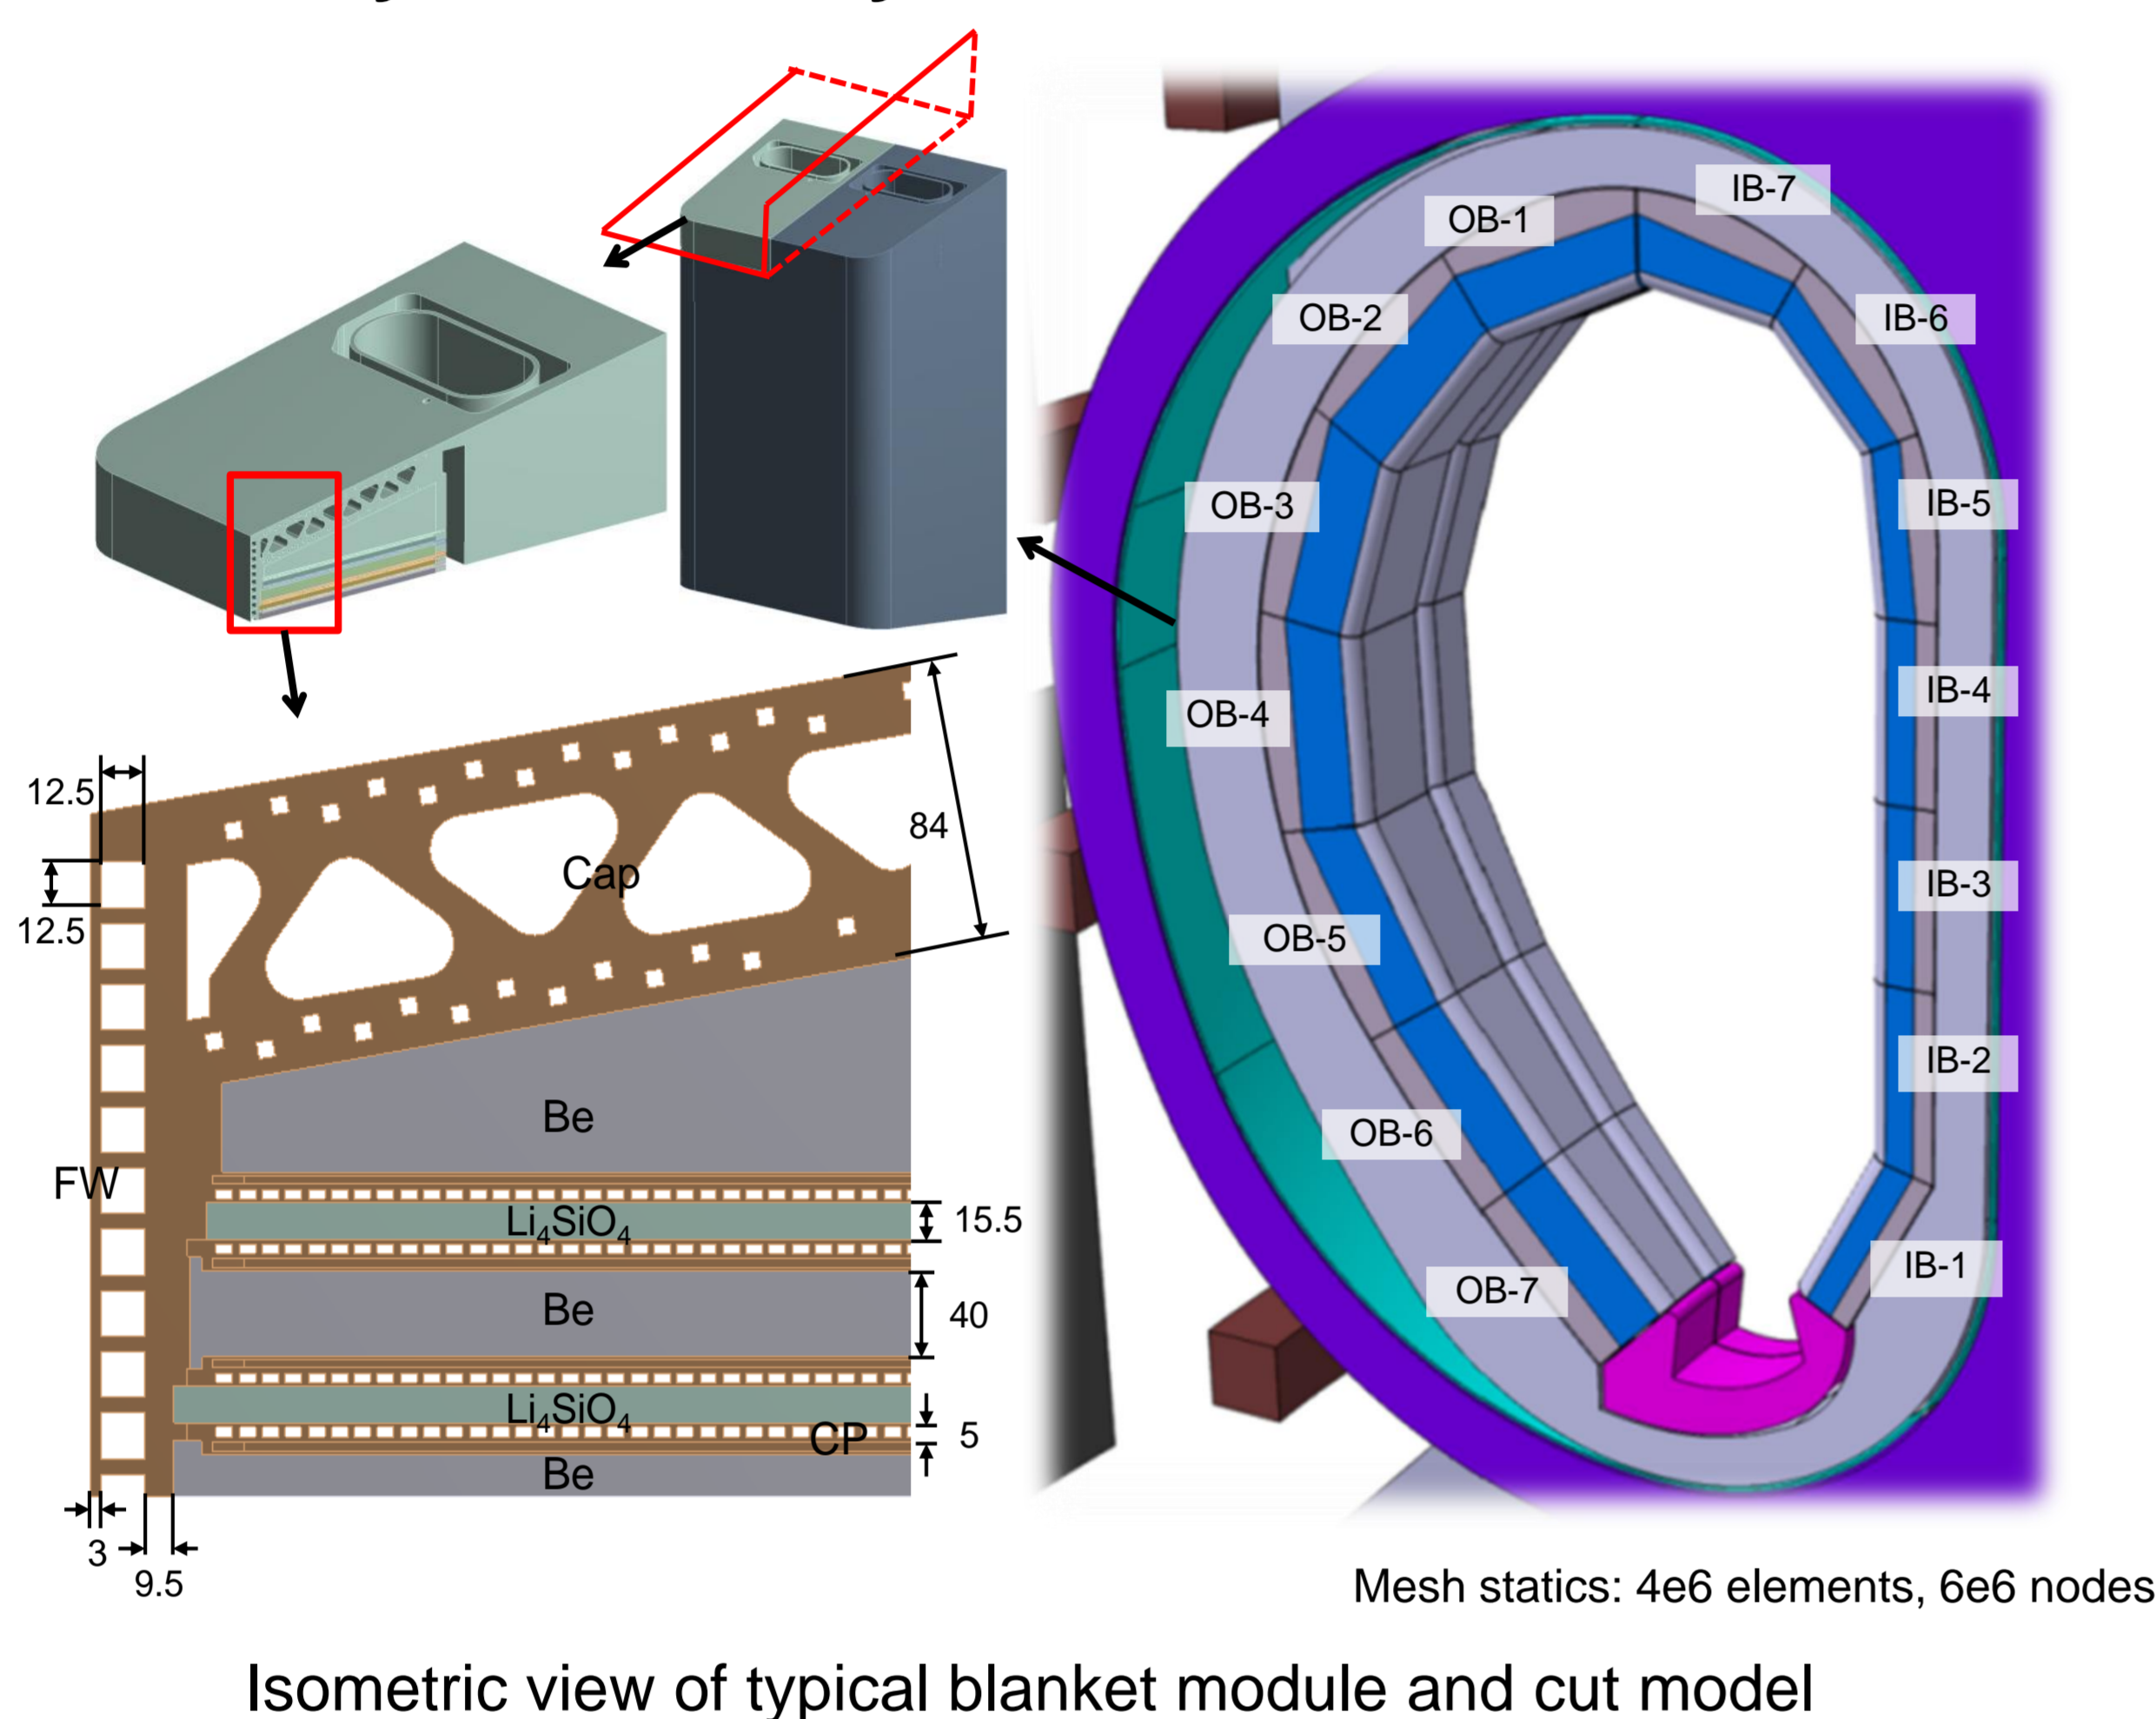 IB-7
OB-1
OB-2
IB-6
OB-3
IB-5
IB-4
OB-4
12.5
84
Cap
IB-3
12.5
OB-5
IB-2
Be
OB-6
FW
Li₄SiO₄
15.5
IB-1
OB-7
Be
40
Li₄SiO₄
CP
5
Be
3
9.5
Mesh statics: 4e6 elements, 6e6 nodes
Isometric view of typical blanket module and cut model